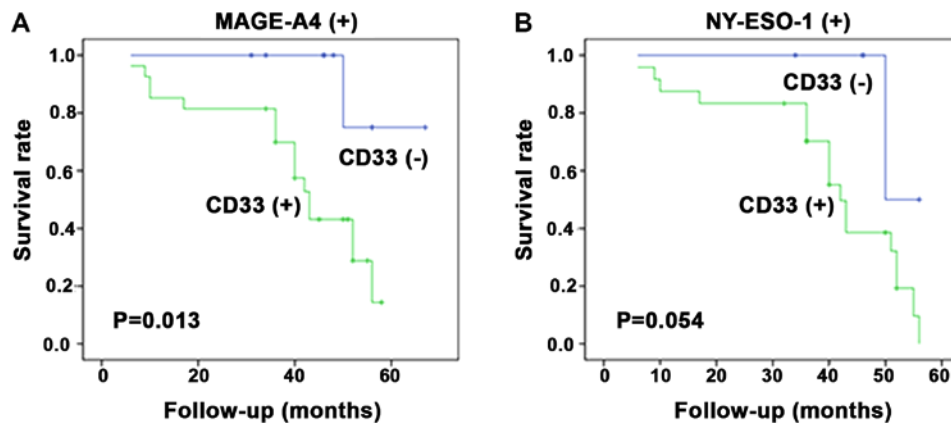 A
MAGE-A4 (+)
Survival rate
1.0
0.8
0.6
0.4
0.2
0.0
CD33 (-)
CD33 (+)
P=0.013
0 20 40 60
Follow-up (months)
B
NY-ESO-1 (+)
Survival rate
1.0
0.8
0.6
0.4
0.2
0.0
CD33 (-)
CD33 (+)
P=0.054
0 10 20 30 40 50 60
Follow-up (months)